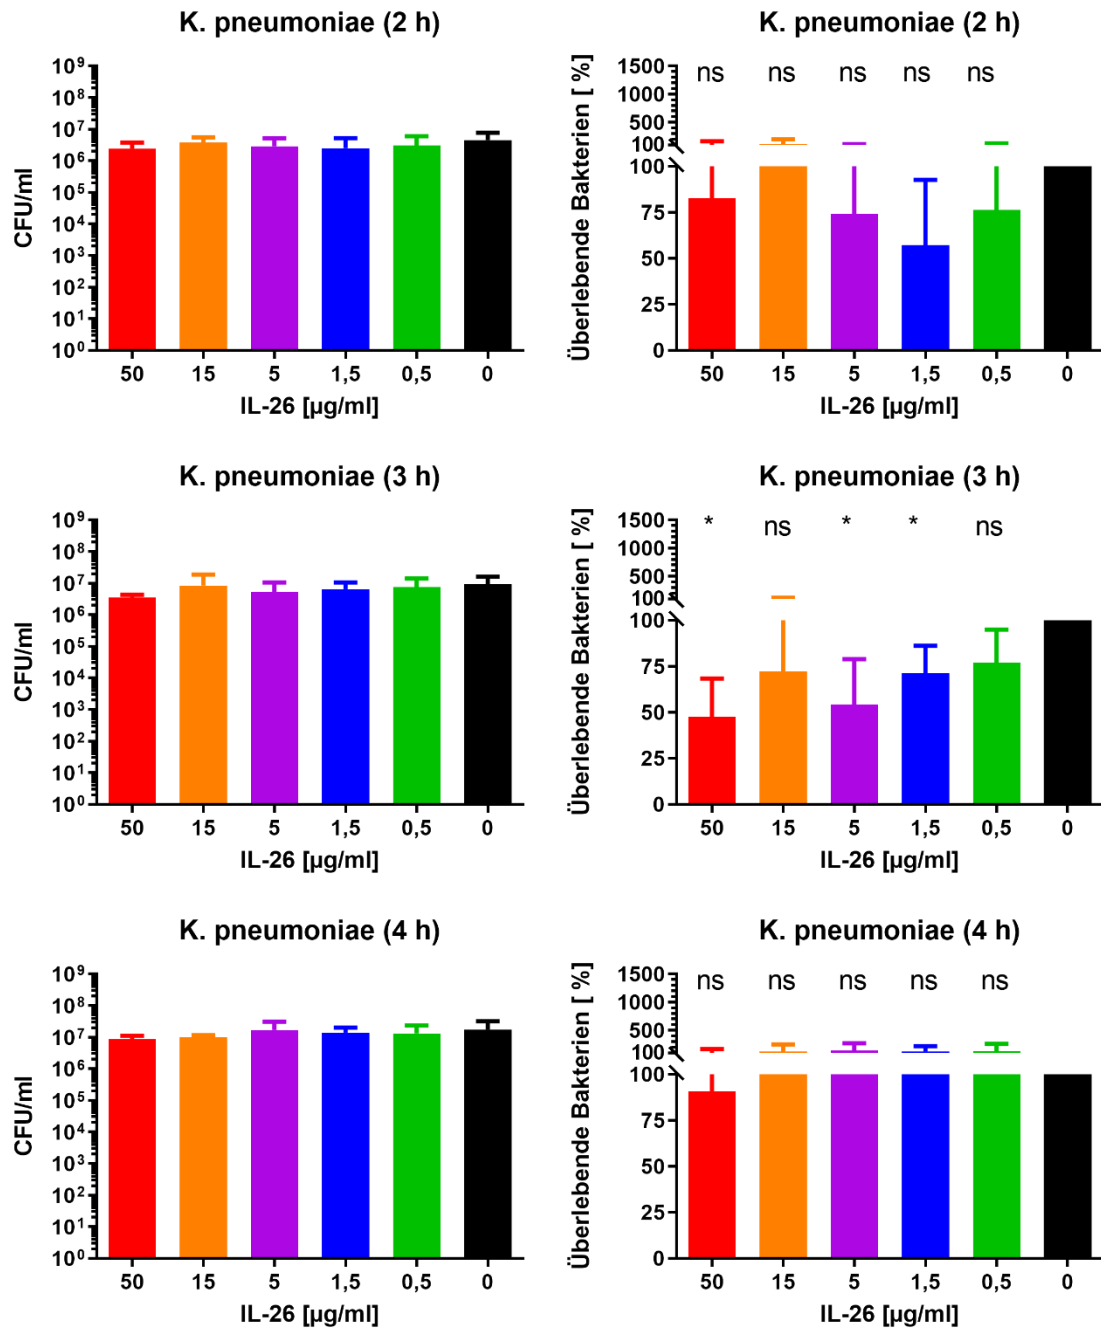 K. pneumoniae (2 h)
CFU/ml
10⁹
10⁸
10⁷
10⁶
10⁵
10⁴
10³
10²
10¹
10⁰
50 15 5 1,5 0,5 0
IL-26 [µg/ml]
K. pneumoniae (2 h)
Überlebende Bakterien [ %]
1500
1000
500
100
100
75
50
25
0
ns ns ns ns ns
50 15 5 1,5 0,5 0
IL-26 [µg/ml]
K. pneumoniae (3 h)
CFU/ml
10⁹
10⁸
10⁷
10⁶
10⁵
10⁴
10³
10²
10¹
10⁰
50 15 5 1,5 0,5 0
IL-26 [µg/ml]
K. pneumoniae (3 h)
Überlebende Bakterien [ %]
1500
1000
500
100
100
75
50
25
0
* ns * * ns
50 15 5 1,5 0,5 0
IL-26 [µg/ml]
K. pneumoniae (4 h)
CFU/ml
10⁹
10⁸
10⁷
10⁶
10⁵
10⁴
10³
10²
10¹
10⁰
50 15 5 1,5 0,5 0
IL-26 [µg/ml]
K. pneumoniae (4 h)
Überlebende Bakterien [ %]
1500
1000
500
100
100
75
50
25
0
ns ns ns ns ns
50 15 5 1,5 0,5 0
IL-26 [µg/ml]